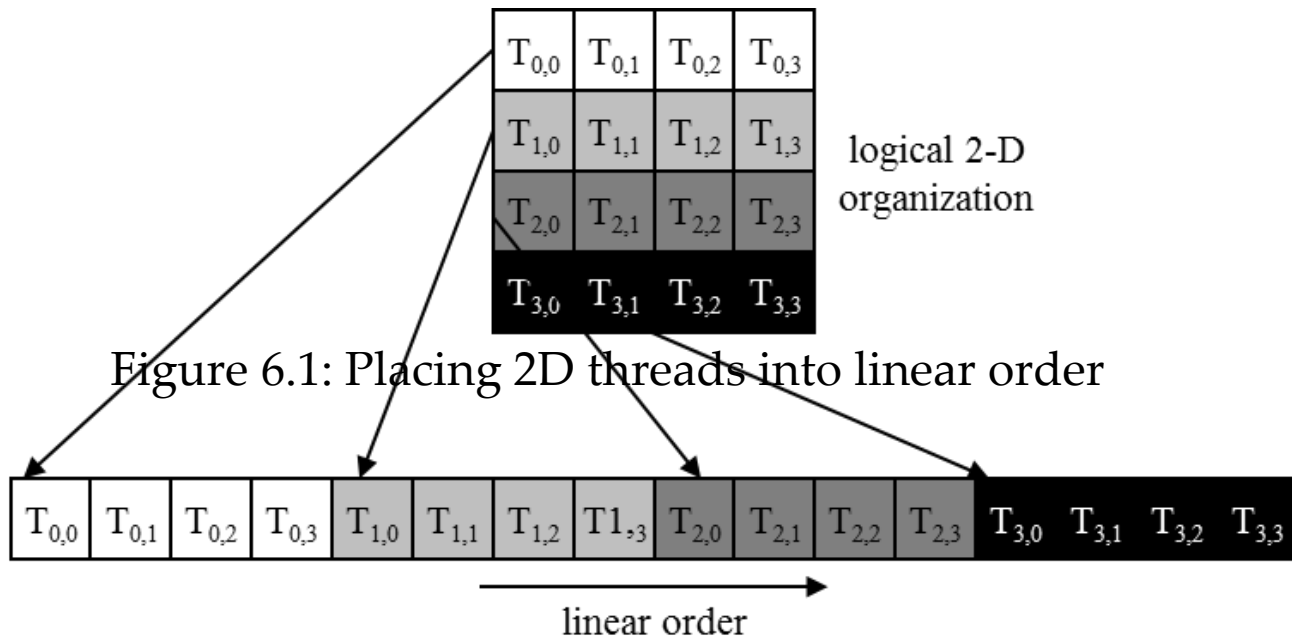 T0,0 T0,1 T0,2 T0,3
T1,0 T1,1 T1,2 T1,3
T2,0 T2,1 T2,2 T2,3
T3,0 T3,1 T3,2 T3,3
logical 2-D
organization
Figure 6.1: Placing 2D threads into linear order
T0,0 T0,1 T0,2 T0,3 T1,0 T1,1 T1,2 T1,3 T2,0 T2,1 T2,2 T2,3 T3,0 T3,1 T3,2 T3,3
linear order